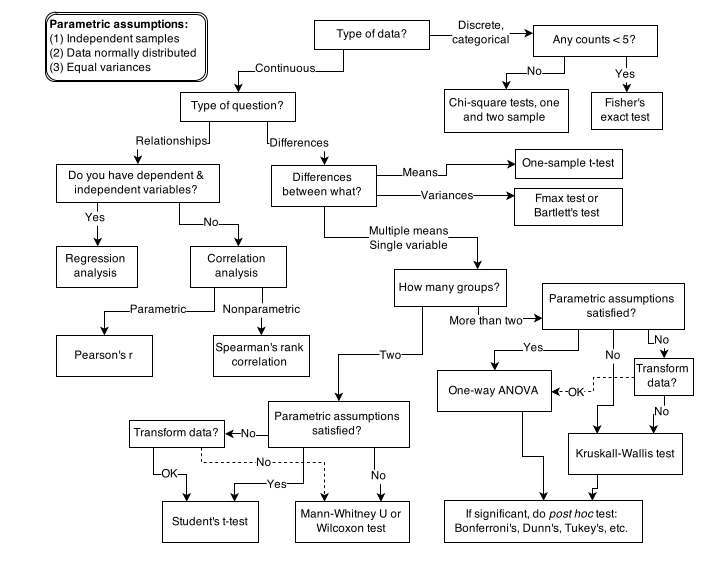 Parametric assumptions:
(1) Independent samples
(2) Data normally distributed
(3) Equal variances
Type of data?
Discrete,
categorical
Any counts < 5?
Continuous
No
Yes
Type of question?
Chi-square tests, one
and two sample
Fisher's
exact test
Relationships
Differences
Do you have dependent &
independent variables?
Differences
between what?
Means
One-sample t-test
Variances
Fmax test or
Bartlett's test
Yes
No
Multiple means
Single variable
Regression
analysis
Correlation
analysis
How many groups?
Parametric
Nonparametric
More than two
Parametric assumptions
satisfied?
Pearson's r
Spearman's rank
correlation
Two
Yes
No
No
One-way ANOVA
OK
Transform
data?
No
Transform data?
No
Parametric assumptions
satisfied?
Kruskall-Wallis test
OK
No
Yes
No
Student's t-test
Mann-Whitney U or
Wilcoxon test
If significant, do post hoc test:
Bonferroni's, Dunn's, Tukey's, etc.